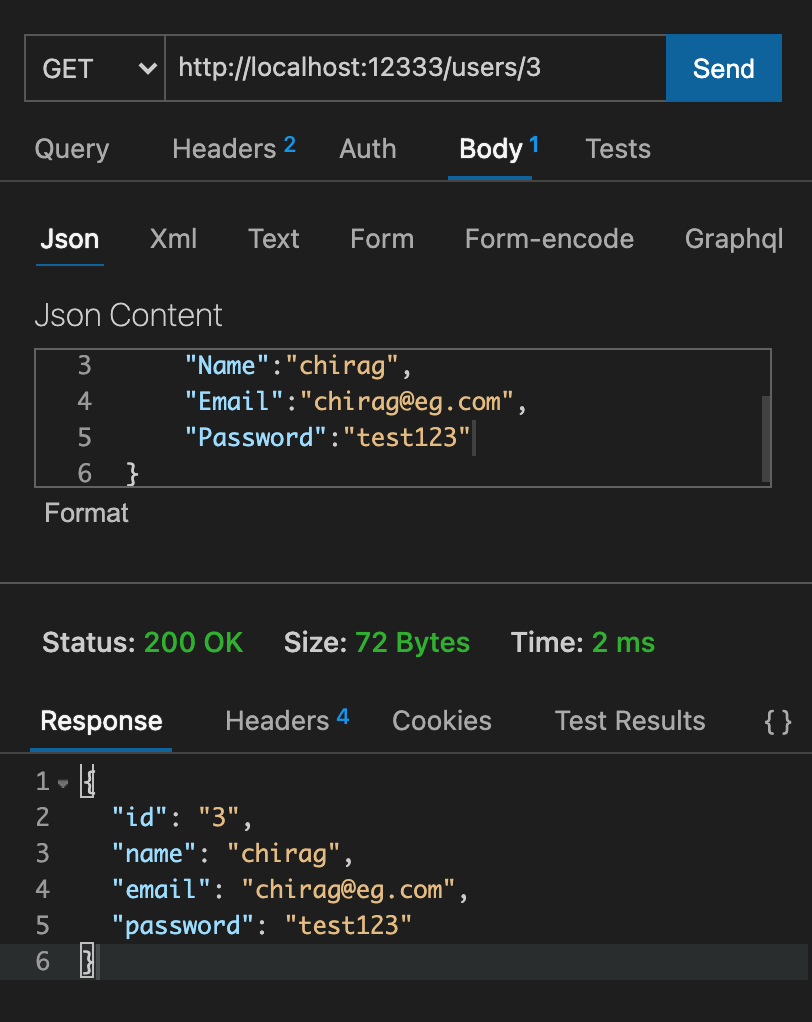 GET http://localhost:12333/users/3 Send
Query Headers 2 Auth Body 1 Tests
Json Xml Text Form Form-encode Graphql
Json Content
3 "Name":"chirag",
4 "Email":"chirag@eg.com",
5 "Password":"test123"
6 }
Format
Status: 200 OK Size: 72 Bytes Time: 2 ms
Response Headers 4 Cookies Test Results { }
1 {
2 "id": "3",
3 "name": "chirag",
4 "email": "chirag@eg.com",
5 "password": "test123"
6 }